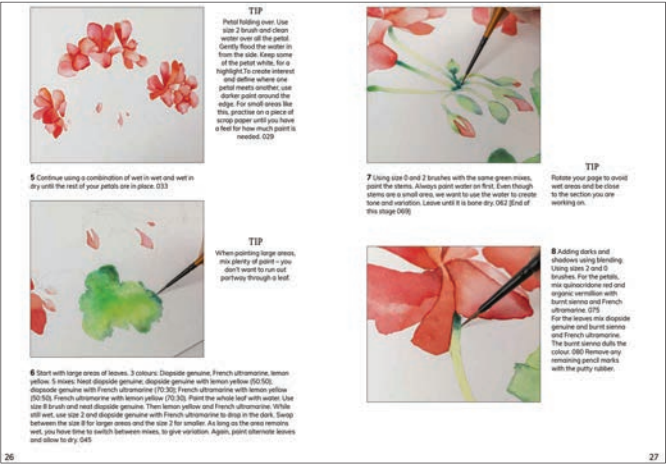 TIP
Petal folding over. Use
size 2 brush and clean
water over all the petal.
Gently flood the water in
from the side. Keep some
of the petal white, for a
highlight.To create interest
and define where one
petal meets another, use
darker paint around the
edge. For small areas like
this, practise on a piece of
scrap paper until you have
a feel for how much paint is
needed. 029
5 Continue using a combination of wet in wet and wet in
dry until the rest of your petals are in place. 033
TIP
When painting large areas,
mix plenty of paint – you
don't want to run out
partway through a leaf.
6 Start with large areas of leaves. 3 colours: Diopside genuine, French ultramarine, lemon
yellow. 5 mixes: Neat diopside genuine; diopside genuine with lemon yellow (50:50);
diopside genuine with French ultramarine (70:30); French ultramarine with lemon yellow
(50:50). French ultramarine with lemon yellow (70:30). Paint the whole leaf with water. Use
size 8 brush and neat diopside genuine. Then lemon yellow and French ultramarine. While
still wet, use size 2 and diopside genuine with French ultramarine to drop in the dark. Swap
between the size 8 for larger areas and the size 2 for smaller. As long as the area remains
wet, you have time to switch between mixes, to give variation. Again, paint alternate leaves
and allow to dry. 045
26
7 Using size 0 and 2 brushes with the same green mixes,
paint the stems. Always paint water on first. Even though
stems are a small area, we want to use the water to create
tone and variation. Leave until it is bone dry. 062 [End of
this stage 069]
TIP
Rotate your page to avoid
wet areas and be close
to the section you are
working on.
8 Adding darks and
shadows using blending.
Using sizes 2 and 0
brushes. For the petals,
mix quinacridone red and
organic vermilion with
burnt sienna and French
ultramarine. 075
For the leaves mix diopside
genuine and burnt sienna
and French ultramarine.
The burnt sienna dulls the
colour. 080 Remove any
remaining pencil marks
with the putty rubber.
27